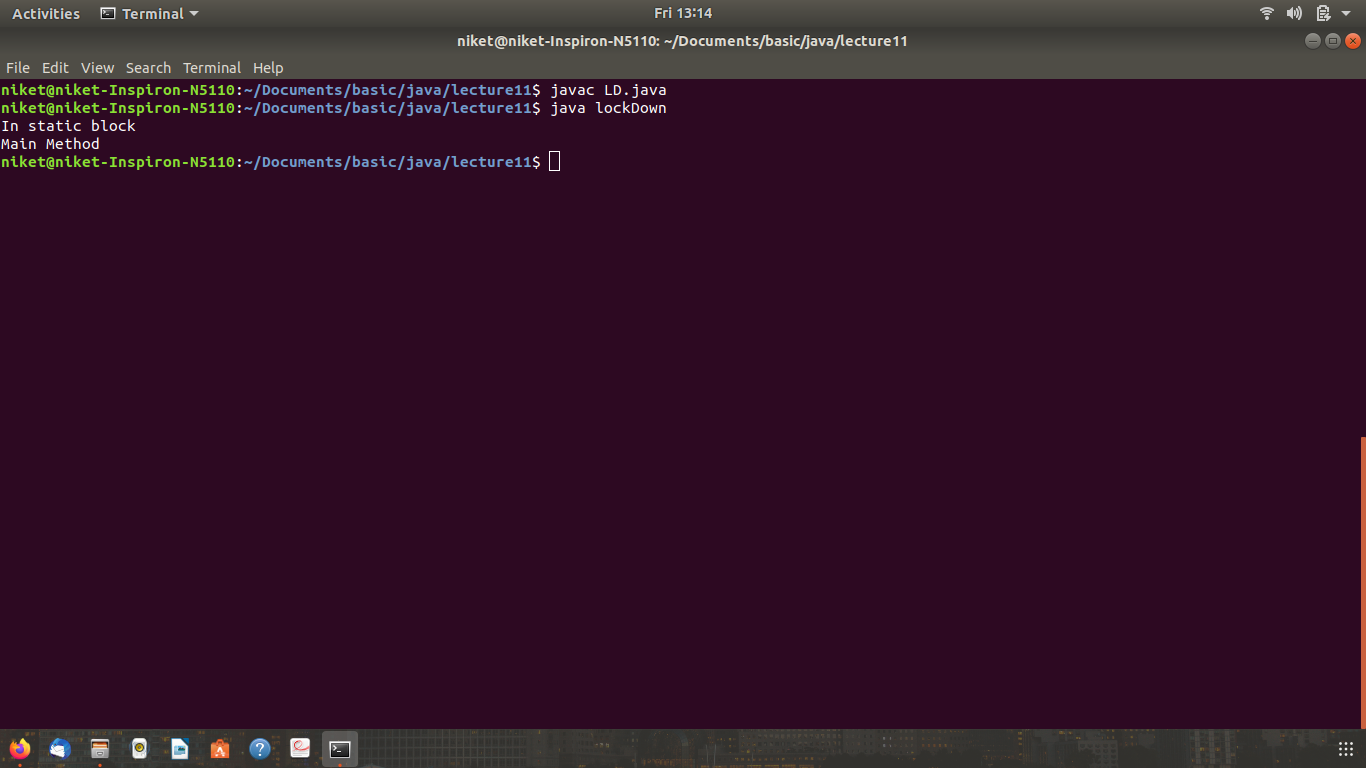 Activities Terminal Fri 13:14
niket@niket-Inspiron-N5110: ~/Documents/basic/java/lecture11
File Edit View Search Terminal Help
niket@niket-Inspiron-N5110:~/Documents/basic/java/lecture11$ javac LD.java
niket@niket-Inspiron-N5110:~/Documents/basic/java/lecture11$ java lockDown
In static block
Main Method
niket@niket-Inspiron-N5110:~/Documents/basic/java/lecture11$